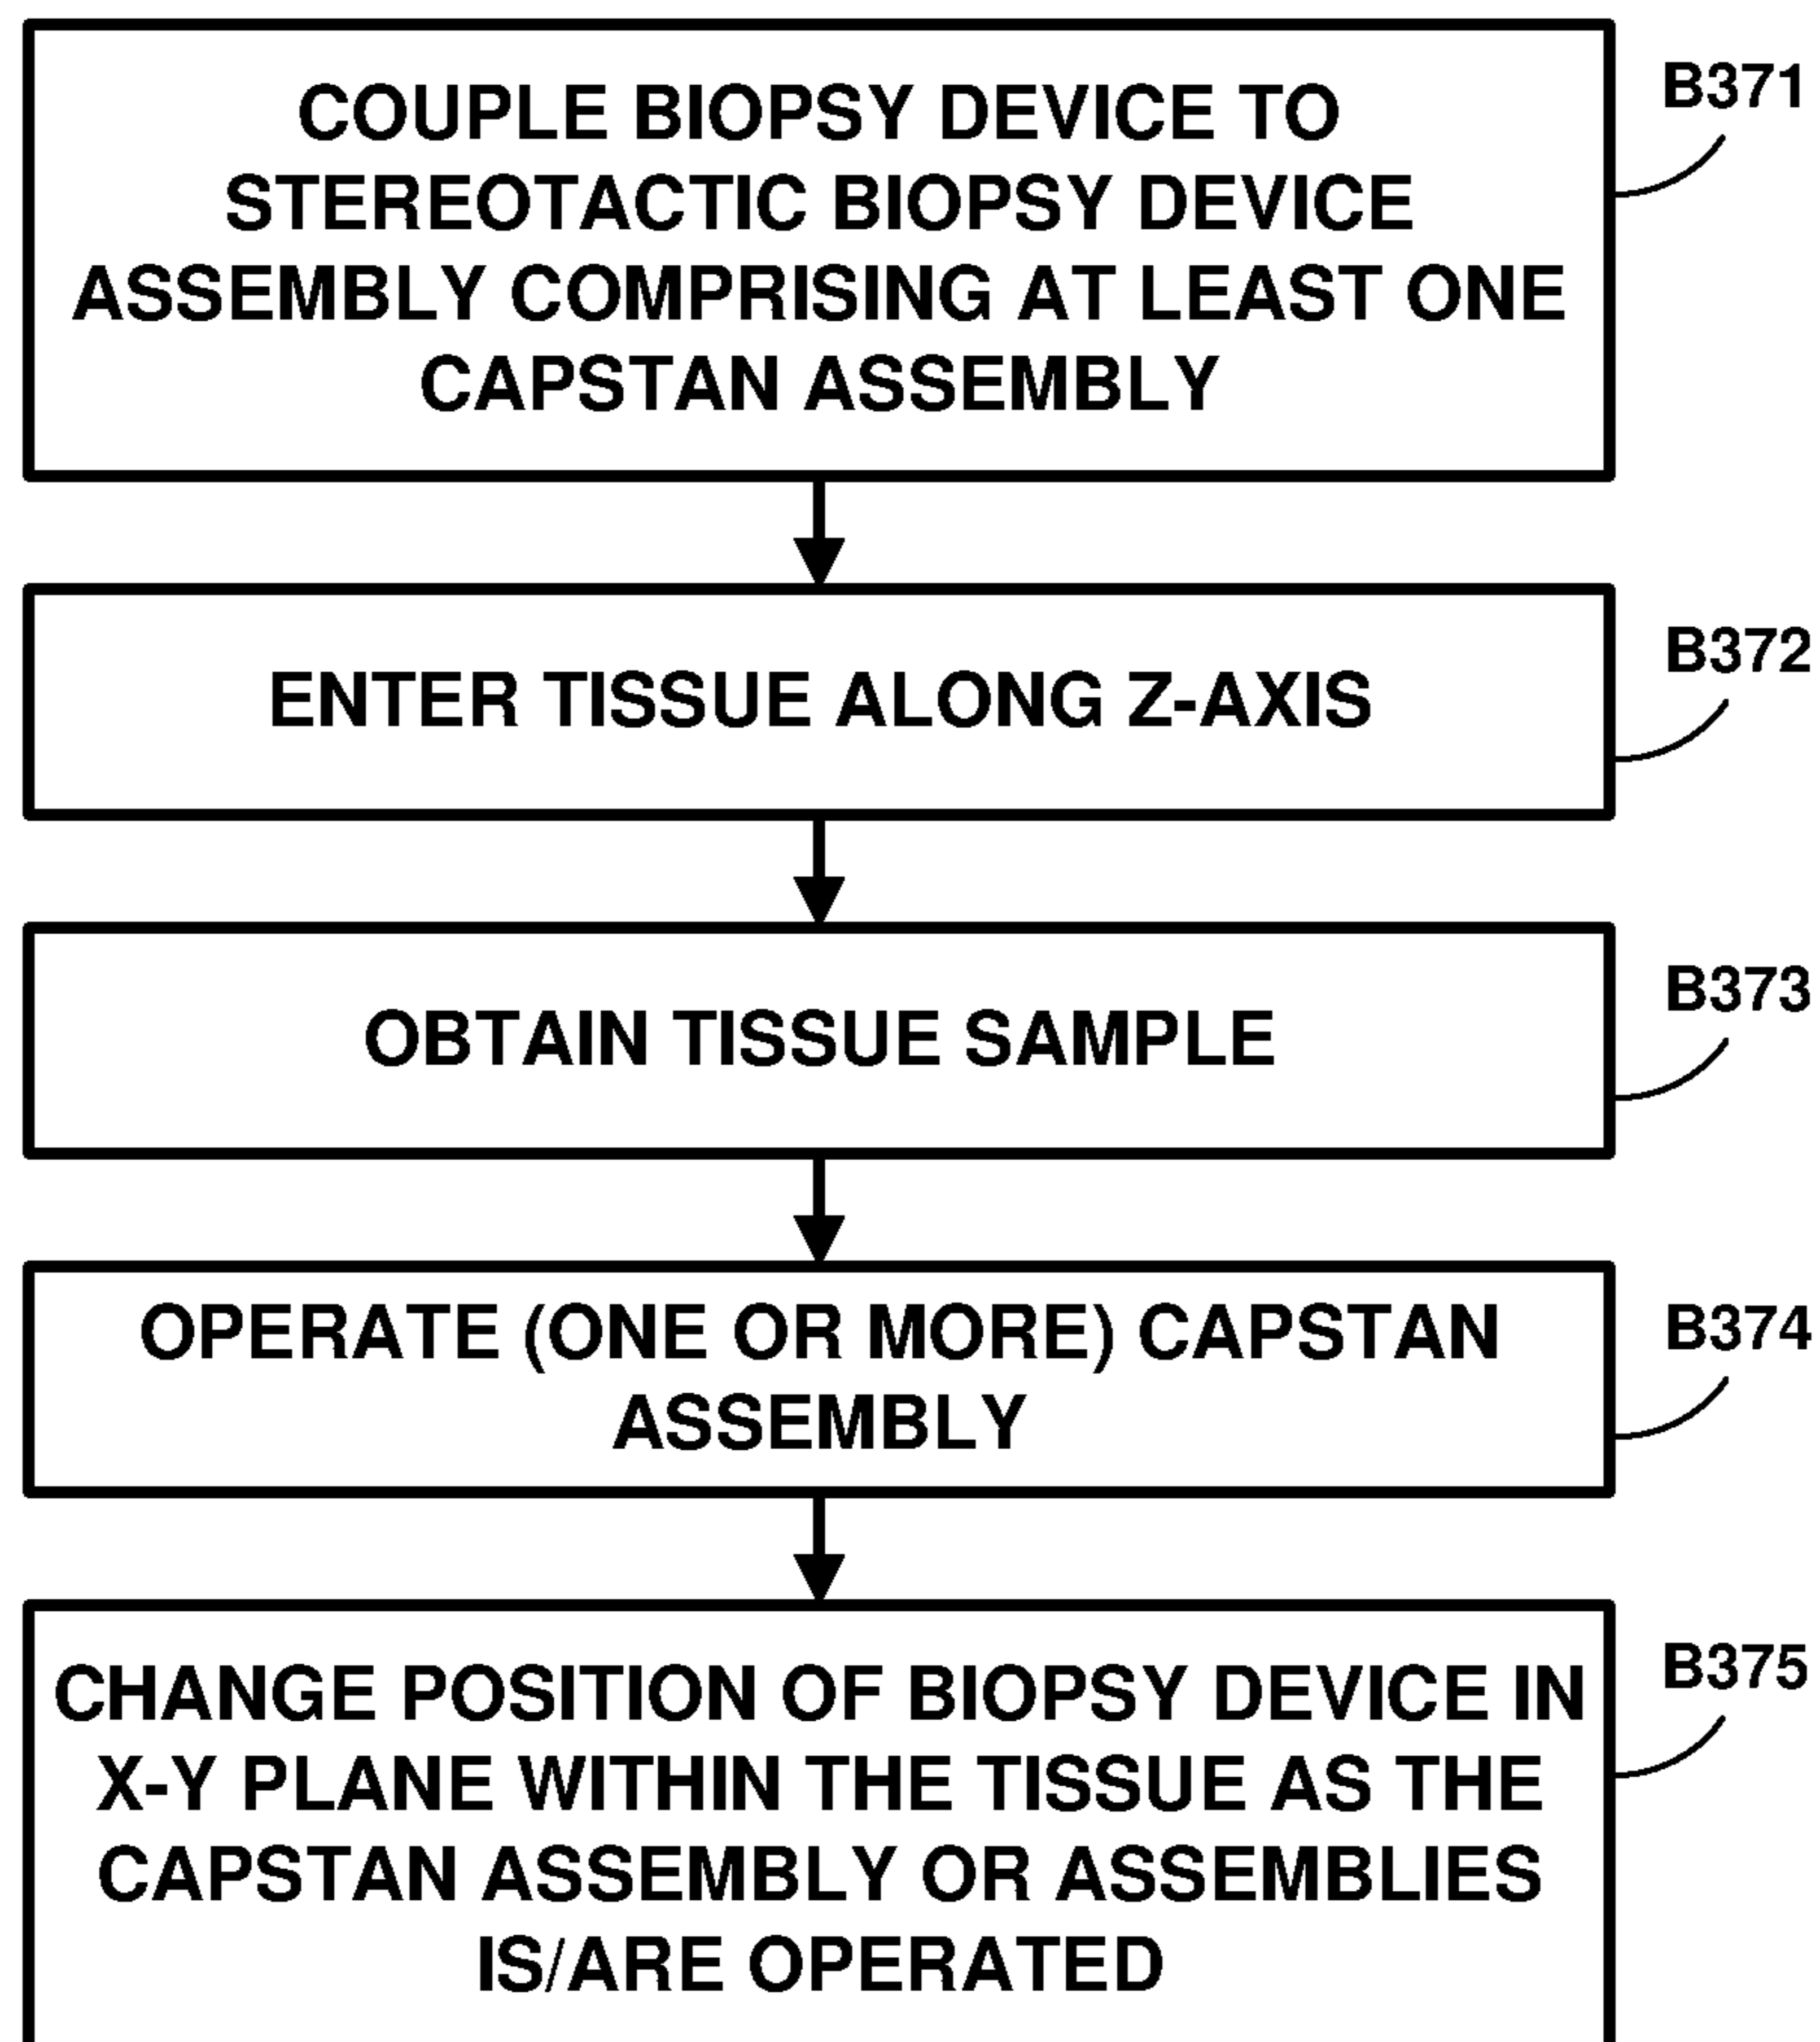 COUPLE BIOPSY DEVICE TO
STEREOTACTIC BIOPSY DEVICE
ASSEMBLY COMPRISING AT LEAST ONE
CAPSTAN ASSEMBLY
B371
ENTER TISSUE ALONG Z-AXIS
B372
OBTAIN TISSUE SAMPLE
B373
OPERATE (ONE OR MORE) CAPSTAN
ASSEMBLY
B374
CHANGE POSITION OF BIOPSY DEVICE IN
X-Y PLANE WITHIN THE TISSUE AS THE
CAPSTAN ASSEMBLY OR ASSEMBLIES
IS/ARE OPERATED
B375